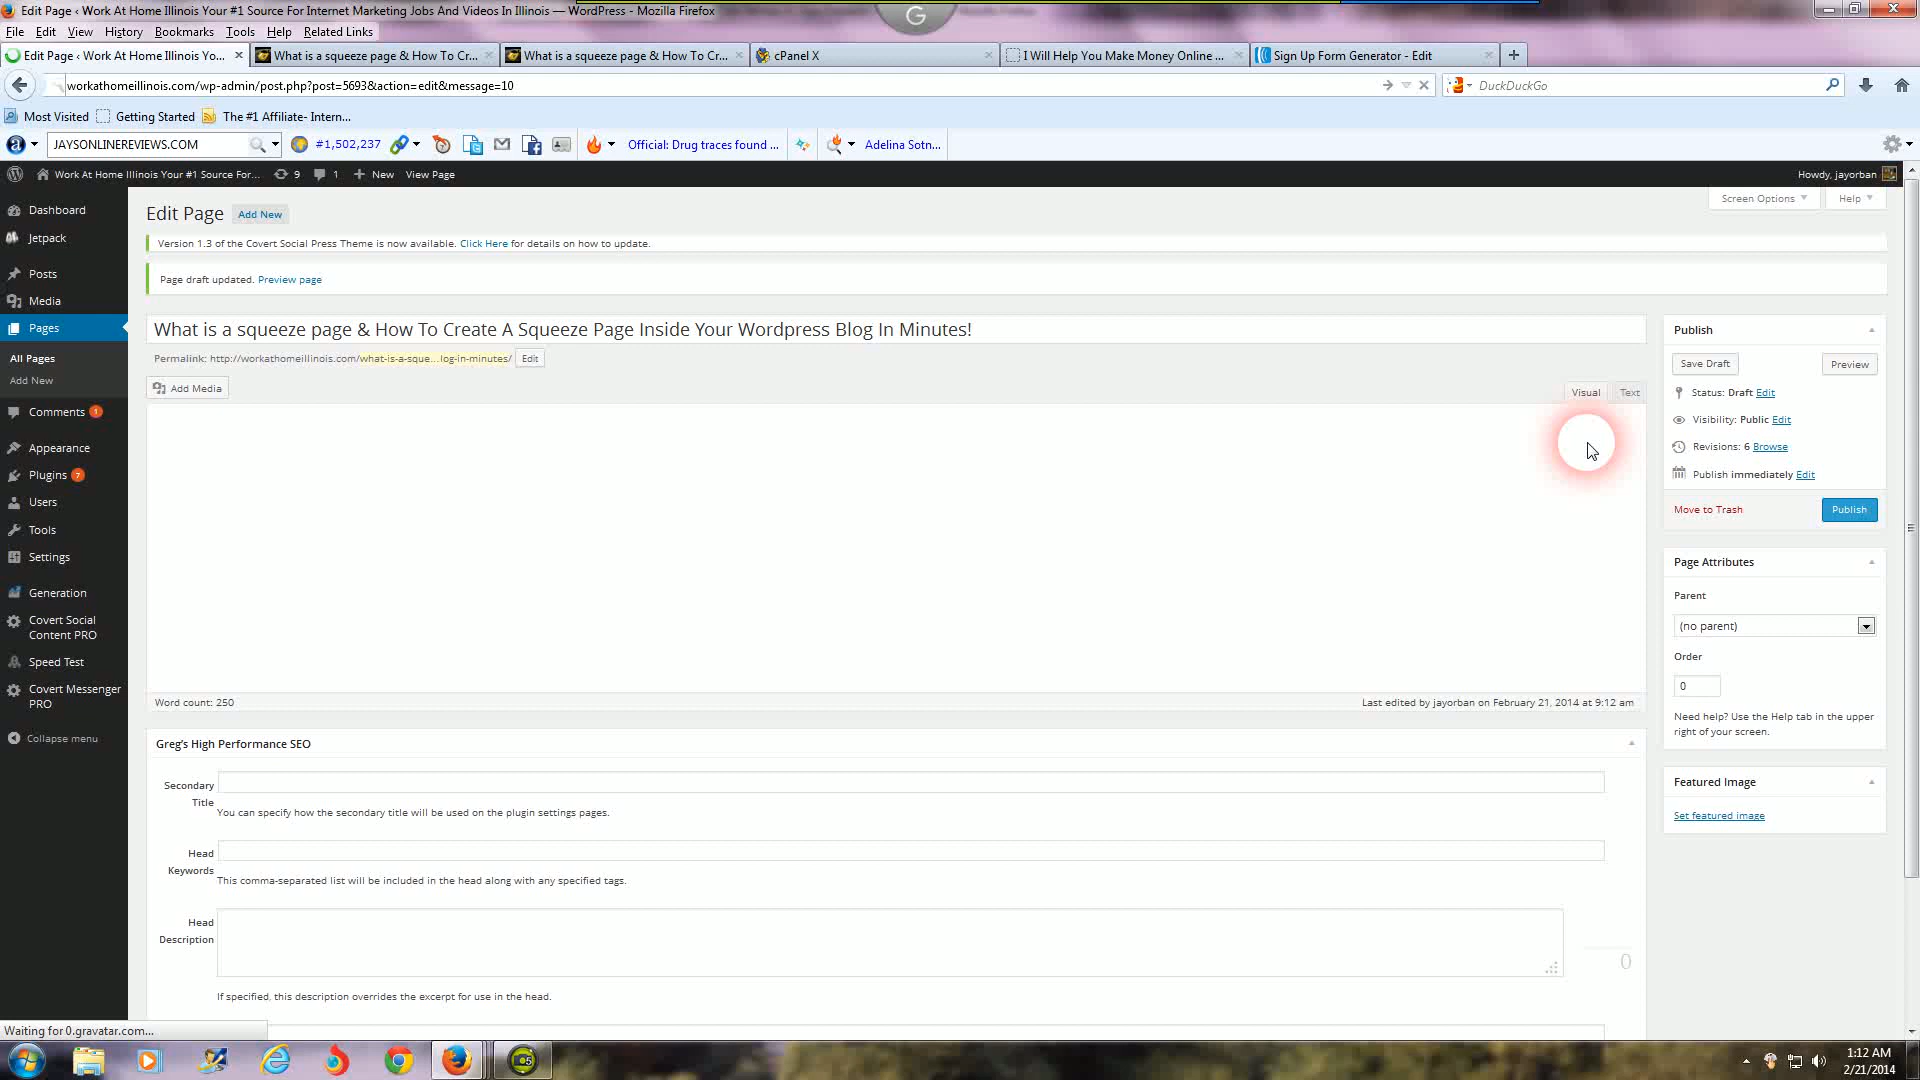 Edit Page ‹ Work At Home Illinois Your #1 Source For Internet Marketing Jobs And Videos In Illinois — WordPress - Mozilla Firefox
G
File Edit View History Bookmarks Tools Help Related Links
Edit Page ‹ Work At Home Illinois Yo... What is a squeeze page & How To Cr... What is a squeeze page & How To Cr... cPanel X I Will Help You Make Money Online ... Sign Up Form Generator - Edit
workathomeillinois.com/wp-admin/post.php?post=5693&action=edit&message=10
DuckDuckGo
Most Visited Getting Started The #1 Affiliate- Intern...
a JAYSONLINEREVIEWS.COM #1,502,237 Official: Drug traces found ... Adelina Sotn...
Work At Home Illinois Your #1 Source For... 9 1 + New View Page Howdy, jayorban
Dashboard
Jetpack
Posts
Media
Pages
All Pages
Add New
Comments 1
Appearance
Plugins 7
Users
Tools
Settings
Generation
Covert Social
Content PRO
Speed Test
Covert Messenger
PRO
Collapse menu
Edit Page Add New
Screen Options Help
Version 1.3 of the Covert Social Press Theme is now available. Click Here for details on how to update.
Page draft updated. Preview page
What is a squeeze page & How To Create A Squeeze Page Inside Your Wordpress Blog In Minutes!
Permalink: http://workathomeillinois.com/what-is-a-sque...log-in-minutes/ Edit
Add Media
Visual Text
Word count: 250
Last edited by jayorban on February 21, 2014 at 9:12 am
Greg's High Performance SEO
Secondary
Title
You can specify how the secondary title will be used on the plugin settings pages.
Head
Keywords
This comma-separated list will be included in the head along with any specified tags.
Head
Description
0
If specified, this description overrides the excerpt for use in the head.
Publish
Save Draft Preview
Status: Draft Edit
Visibility: Public Edit
Revisions: 6 Browse
Publish immediately Edit
Move to Trash Publish
Page Attributes
Parent
(no parent)
Order
0
Need help? Use the Help tab in the upper
right of your screen.
Featured Image
Set featured image
Waiting for 0.gravatar.com...
1:12 AM
2/21/2014